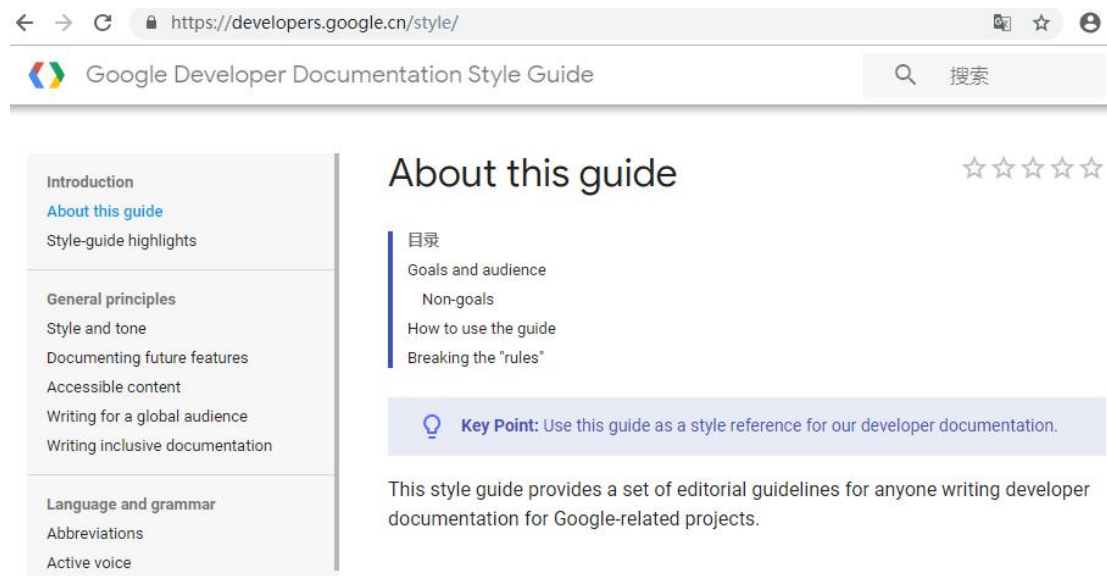 https://developers.google.cn/style/
Google Developer Documentation Style Guide
搜索
Introduction
About this guide
Style-guide highlights
General principles
Style and tone
Documenting future features
Accessible content
Writing for a global audience
Writing inclusive documentation
Language and grammar
Abbreviations
Active voice
About this guide
目录
Goals and audience
Non-goals
How to use the guide
Breaking the "rules"
Key Point: Use this guide as a style reference for our developer documentation.
This style guide provides a set of editorial guidelines for anyone writing developer
documentation for Google-related projects.